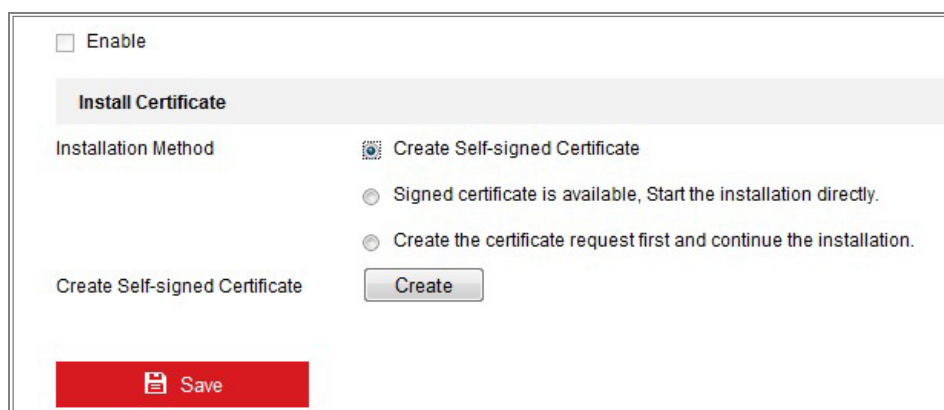 Enable
Install Certificate
Installation Method
Create Self-signed Certificate
Signed certificate is available, Start the installation directly.
Create the certificate request first and continue the installation.
Create Self-signed Certificate
Create
Save